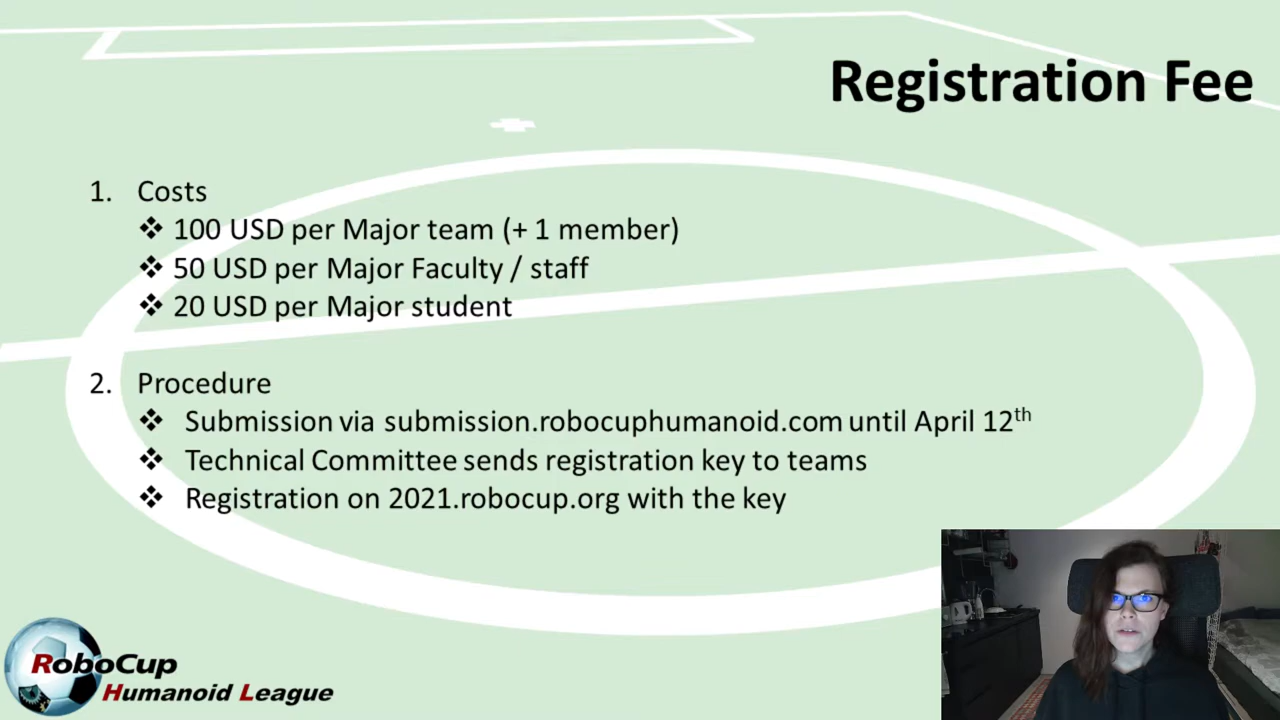 Registration Fee
1. Costs
❖ 100 USD per Major team (+ 1 member)
❖ 50 USD per Major Faculty / staff
❖ 20 USD per Major student
2. Procedure
❖ Submission via submission.robocuphumanoid.com until April 12th
❖ Technical Committee sends registration key to teams
❖ Registration on 2021.robocup.org with the key
RoboCup
Humanoid League